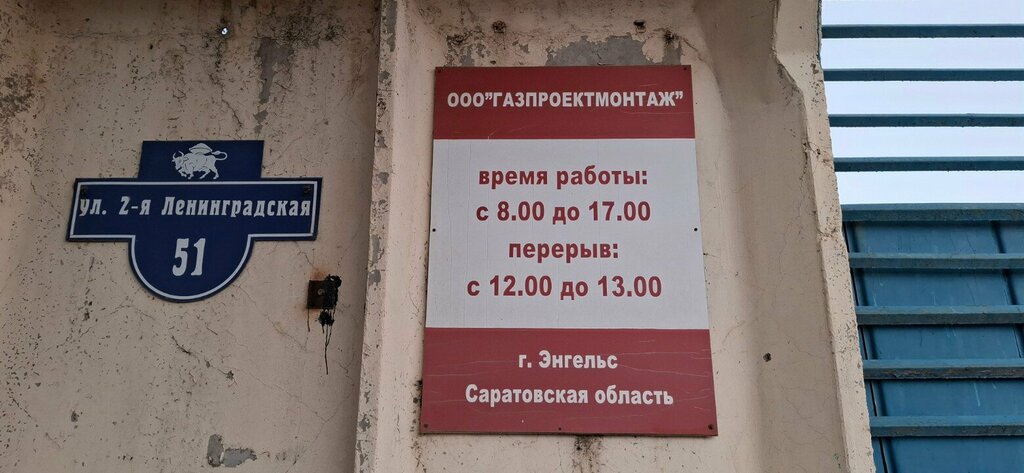 ул. 2-я Ленинградская
51
ООО"ГАЗПРОЕКТМОНТАЖ"
время работы:
с 8.00 до 17.00
перерыв:
с 12.00 до 13.00
г. Энгельс
Саратовская область